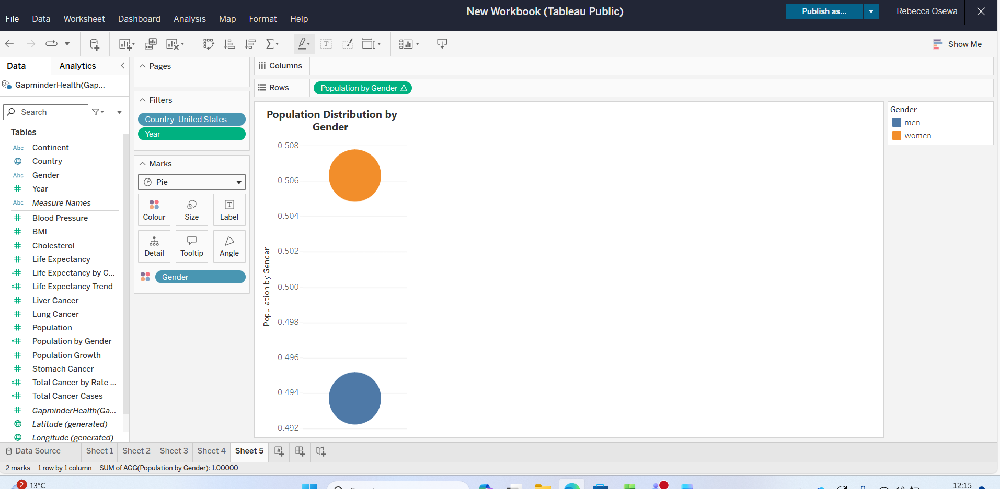 New Workbook (Tableau Public)
Publish as...
Rebecca Osewa
File Data Worksheet Dashboard Analysis Map Format Help
Show Me
Data Analytics
GapminderHealth(Gap...
Search
Tables
Abc Continent
Country
Abc Gender
Year
Abc Measure Names
Blood Pressure
BMI
Cholesterol
Life Expectancy
Life Expectancy by C...
Life Expectancy Trend
Liver Cancer
Lung Cancer
Population
Population by Gender
Population Growth
Stomach Cancer
Total Cancer by Rate ...
Total Cancer Cases
GapminderHealth(Ga...
Latitude (generated)
Longitude (generated)
Pages
Filters
Country: United States
Year
Marks
Pie
Colour Size Label
Detail Tooltip Angle
Gender
Columns
Rows Population by Gender
Population Distribution by
Gender
0.508
0.506
0.504
0.502
0.500
0.498
0.496
0.494
0.492
Population by Gender
Gender
men
women
Data Source Sheet 1 Sheet 2 Sheet 3 Sheet 4 Sheet 5
2 marks 1 row by 1 column SUM of AGG(Population by Gender): 1.00000
2 13°C
12:15